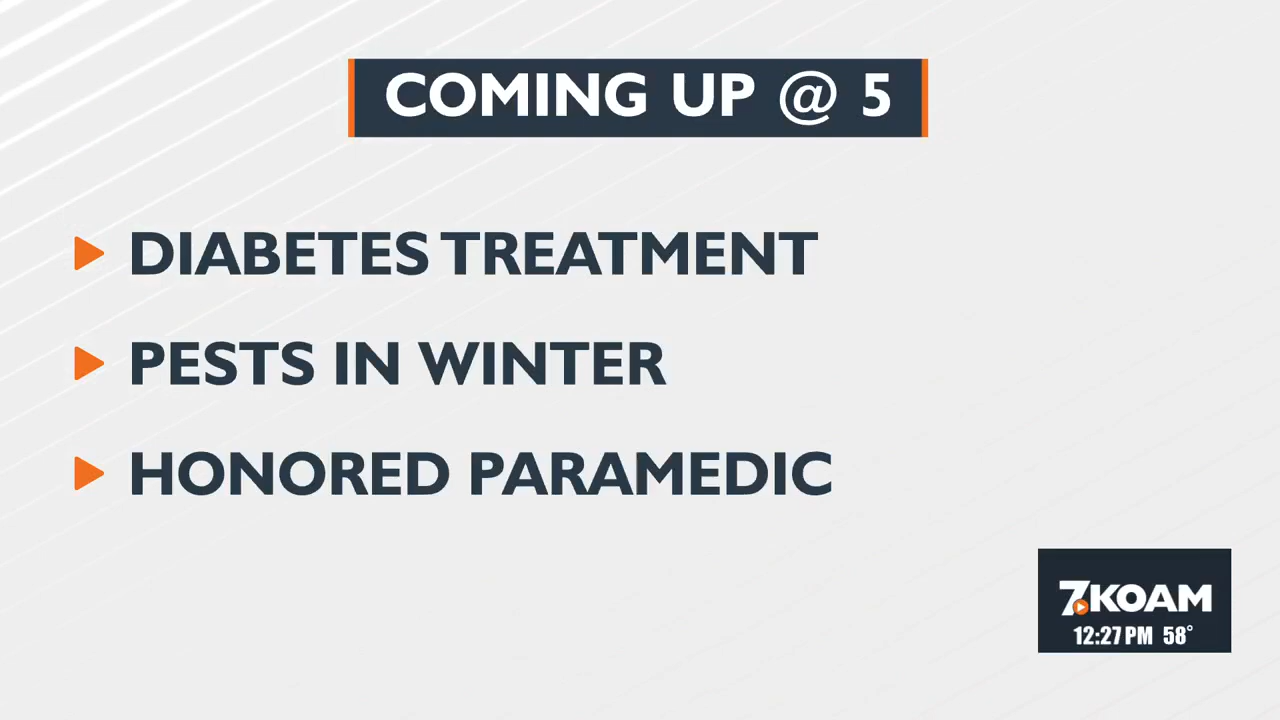 COMING UP @ 5
DIABETES TREATMENT
PESTS IN WINTER
HONORED PARAMEDIC
7KOAM
12:27 PM 58°